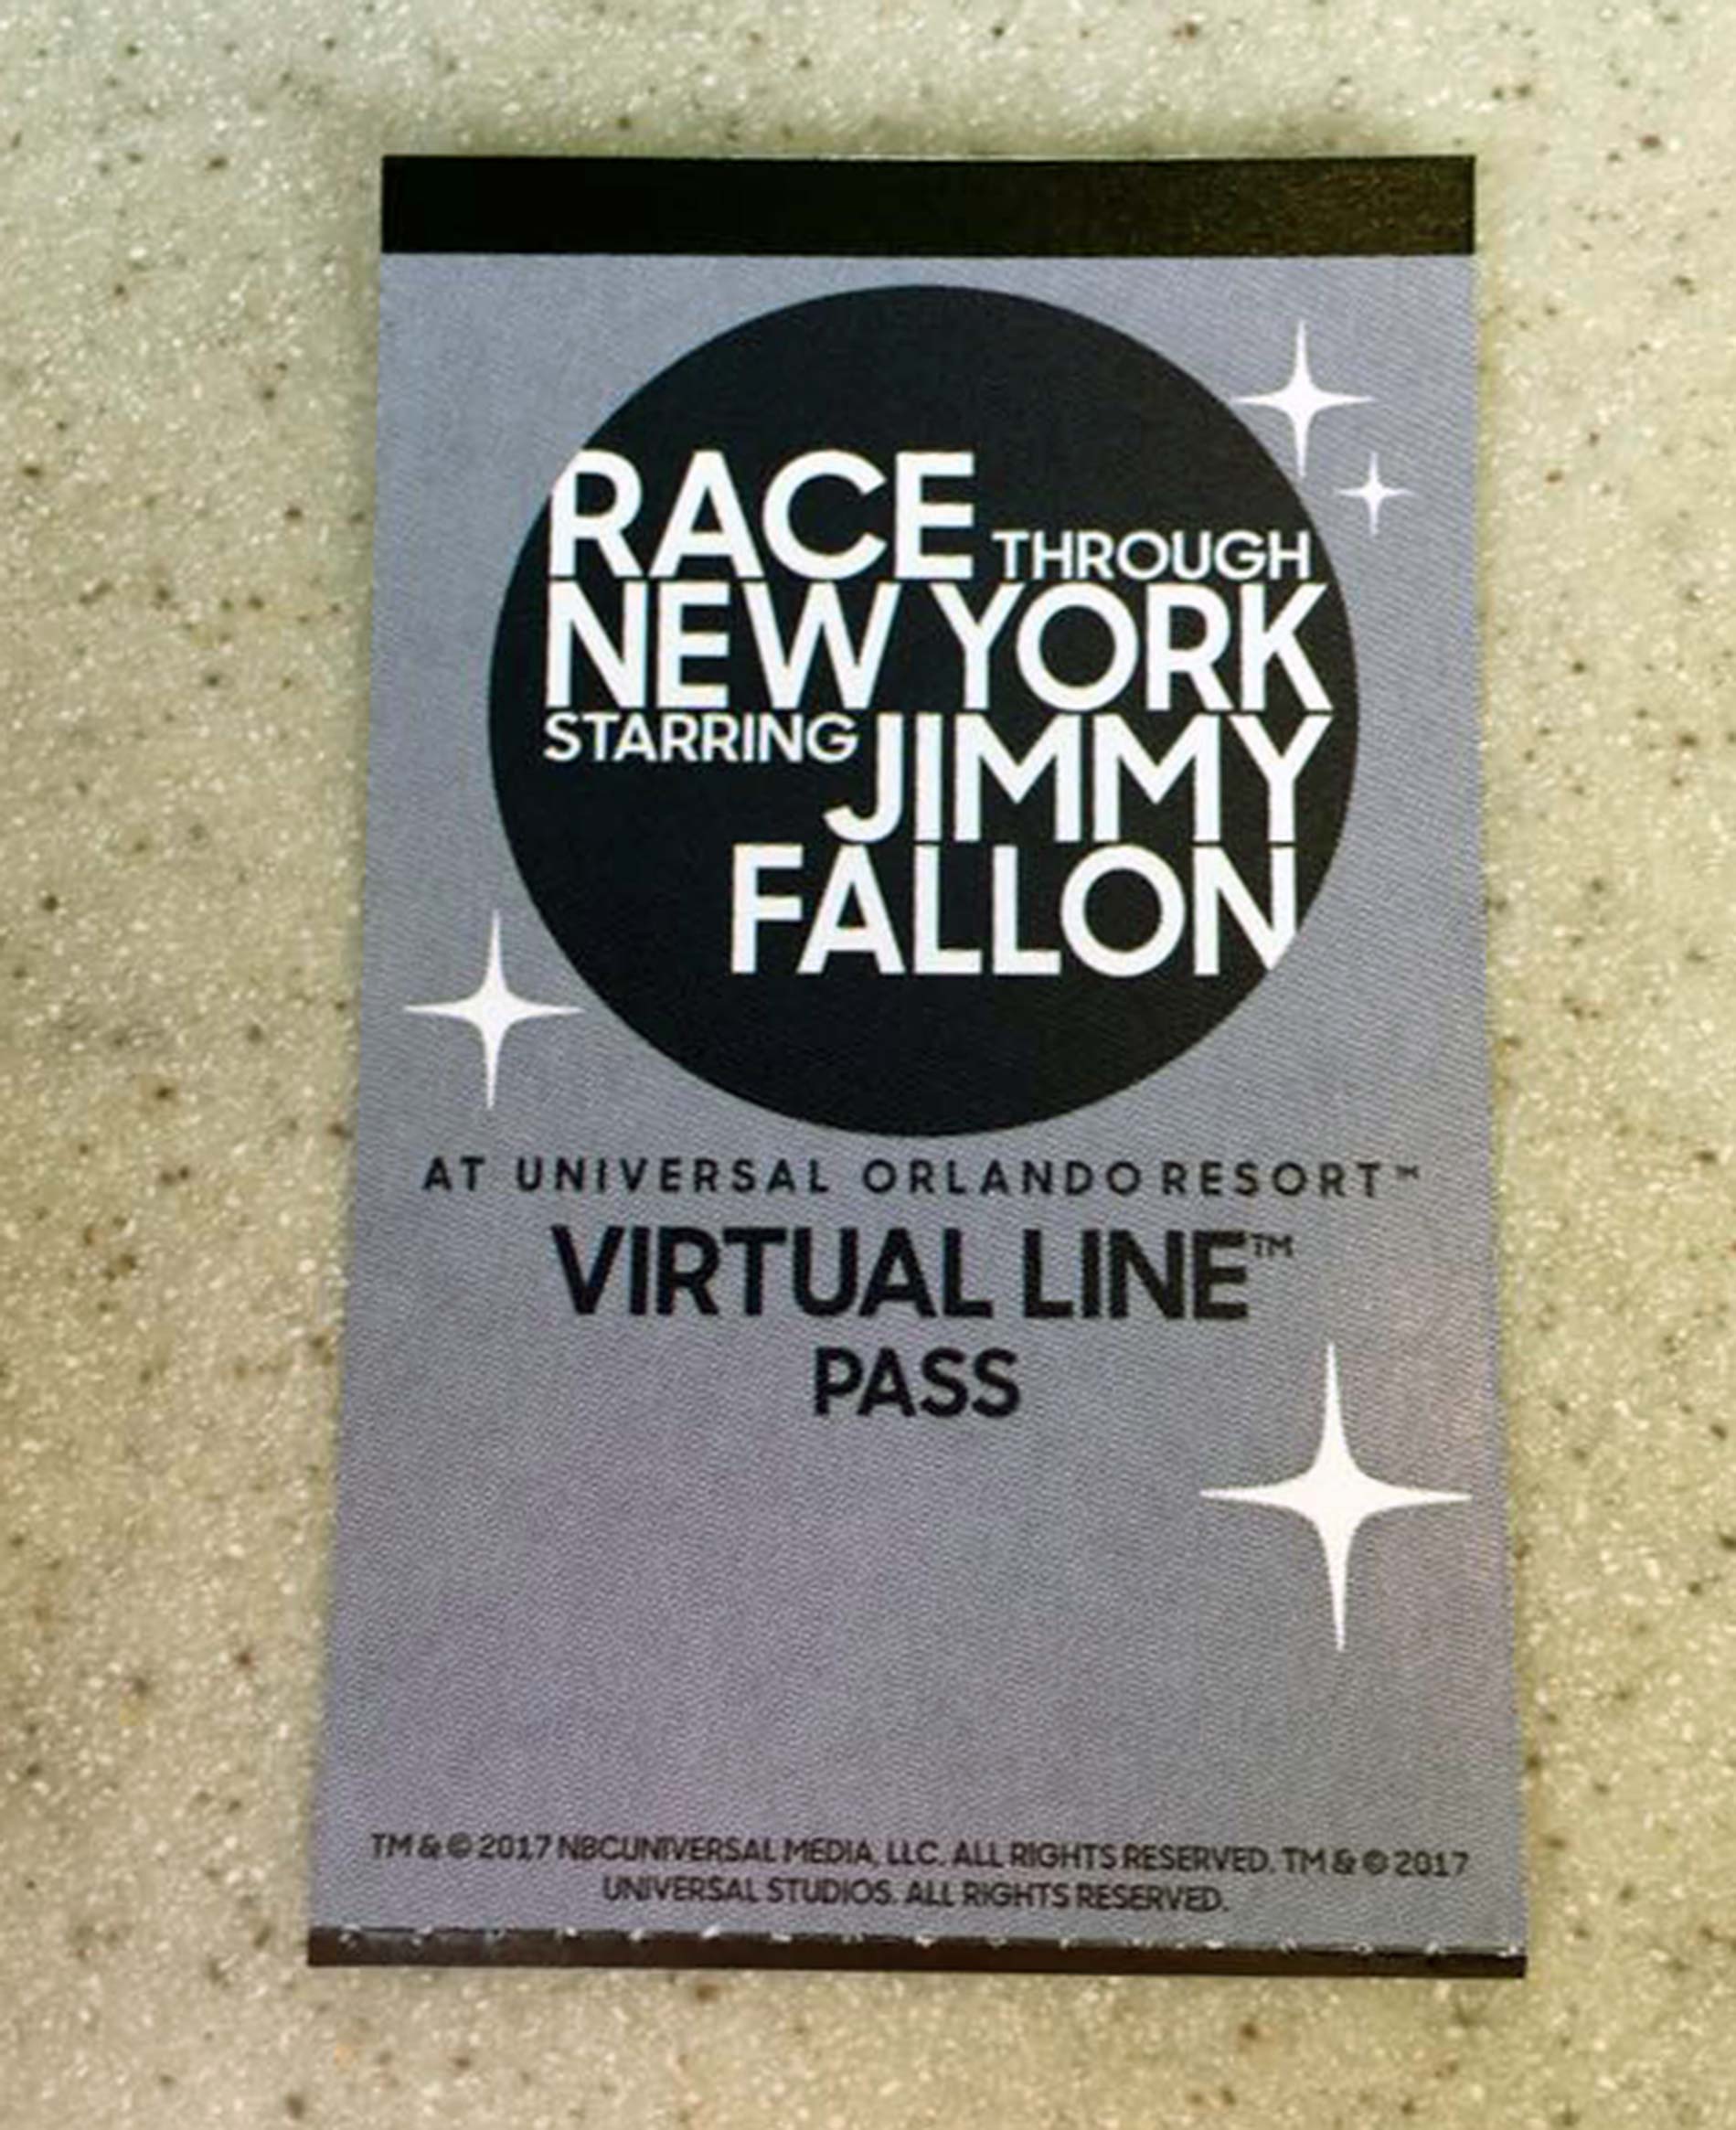 RACE THROUGH
NEW YORK
STARRING JIMMY
FALLON
AT UNIVERSAL ORLANDO RESORT™
VIRTUAL LINE™
PASS
TM & © 2017 NBCUNIVERSAL MEDIA, LLC. ALL RIGHTS RESERVED. TM & © 2017
UNIVERSAL STUDIOS. ALL RIGHTS RESERVED.